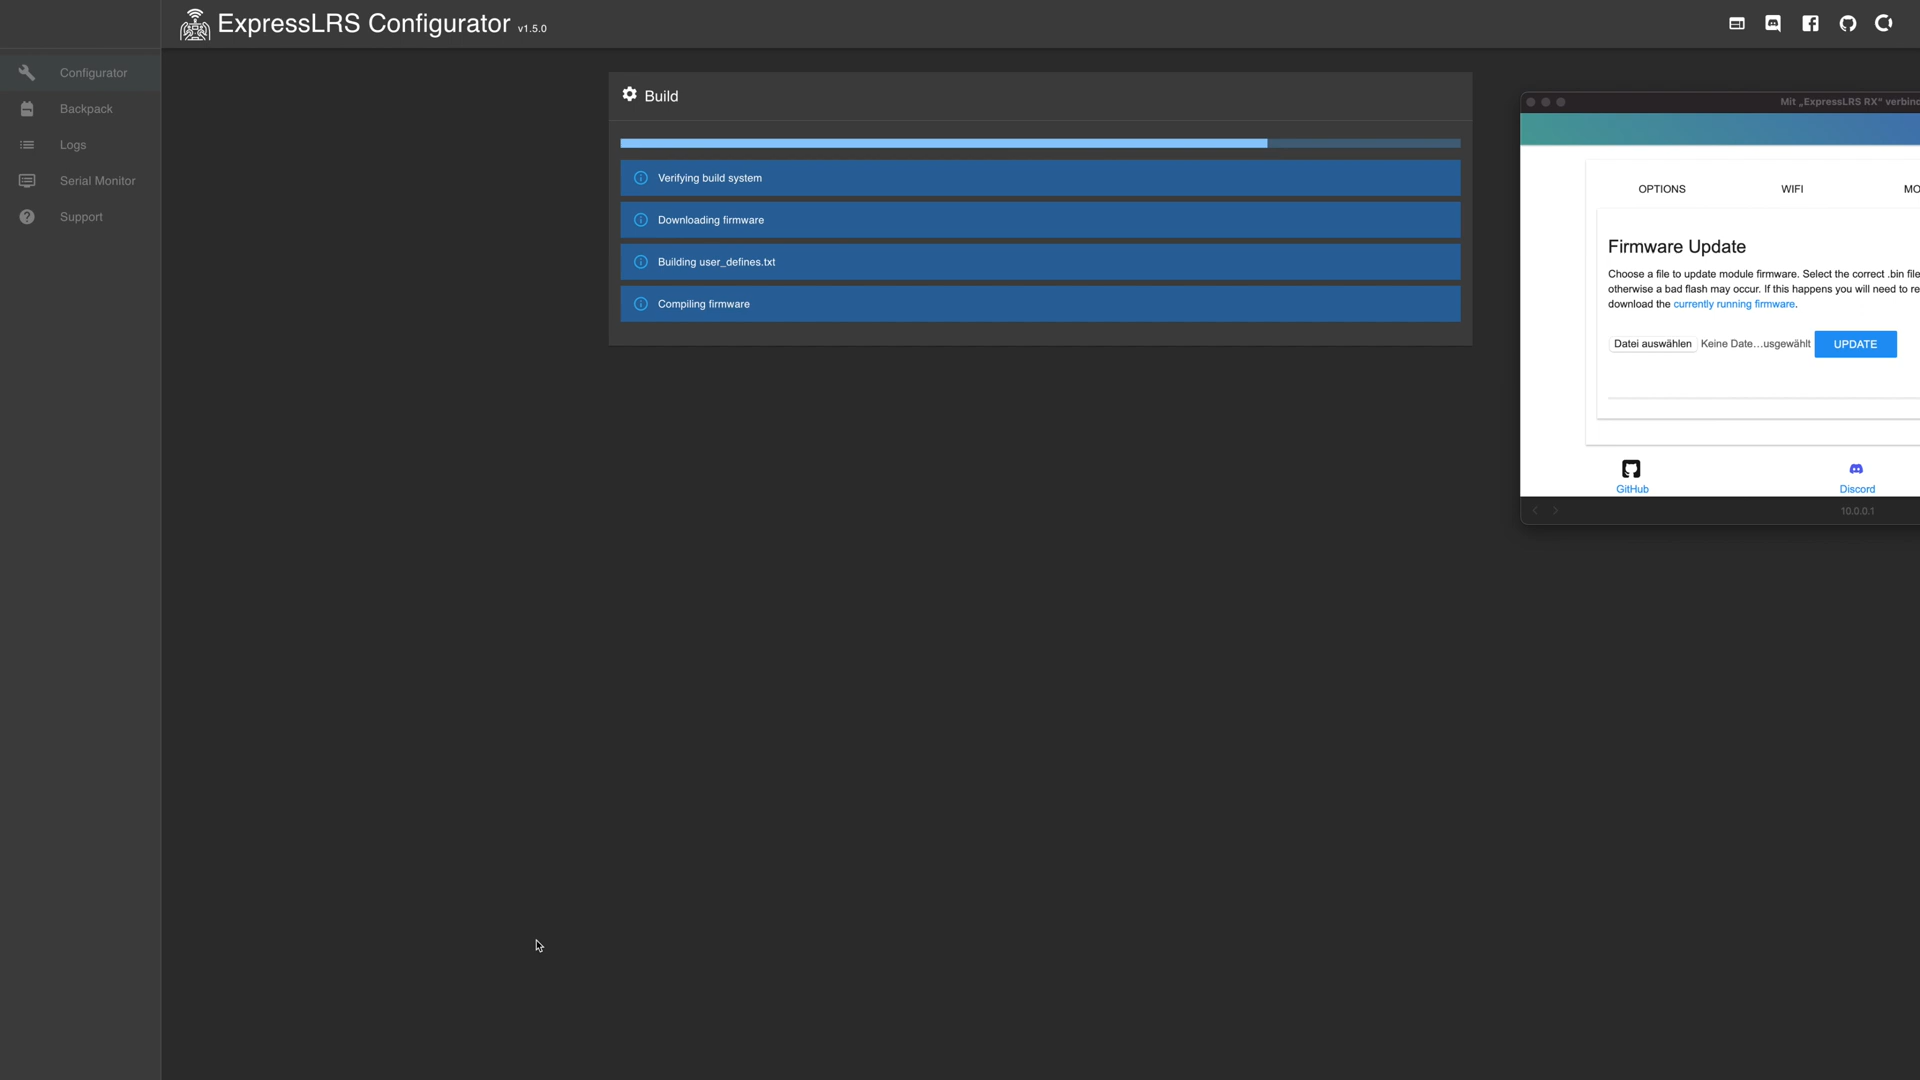 ExpressLRS Configurator v1.5.0
Configurator
Backpack
Logs
Serial Monitor
Support
Build
Verifying build system
Downloading firmware
Building user_defines.txt
Compiling firmware
Mit „ExpressLRS RX“
OPTIONS WIFI
Firmware Update
Choose a file to update module firmware. Select the correct .bin file
otherwise a bad flash may occur. If this happens you will need to
download the currently running firmware.
Datei auswählen Keine Date...usgewählt UPDATE
GitHub Discord
10.0.0.1